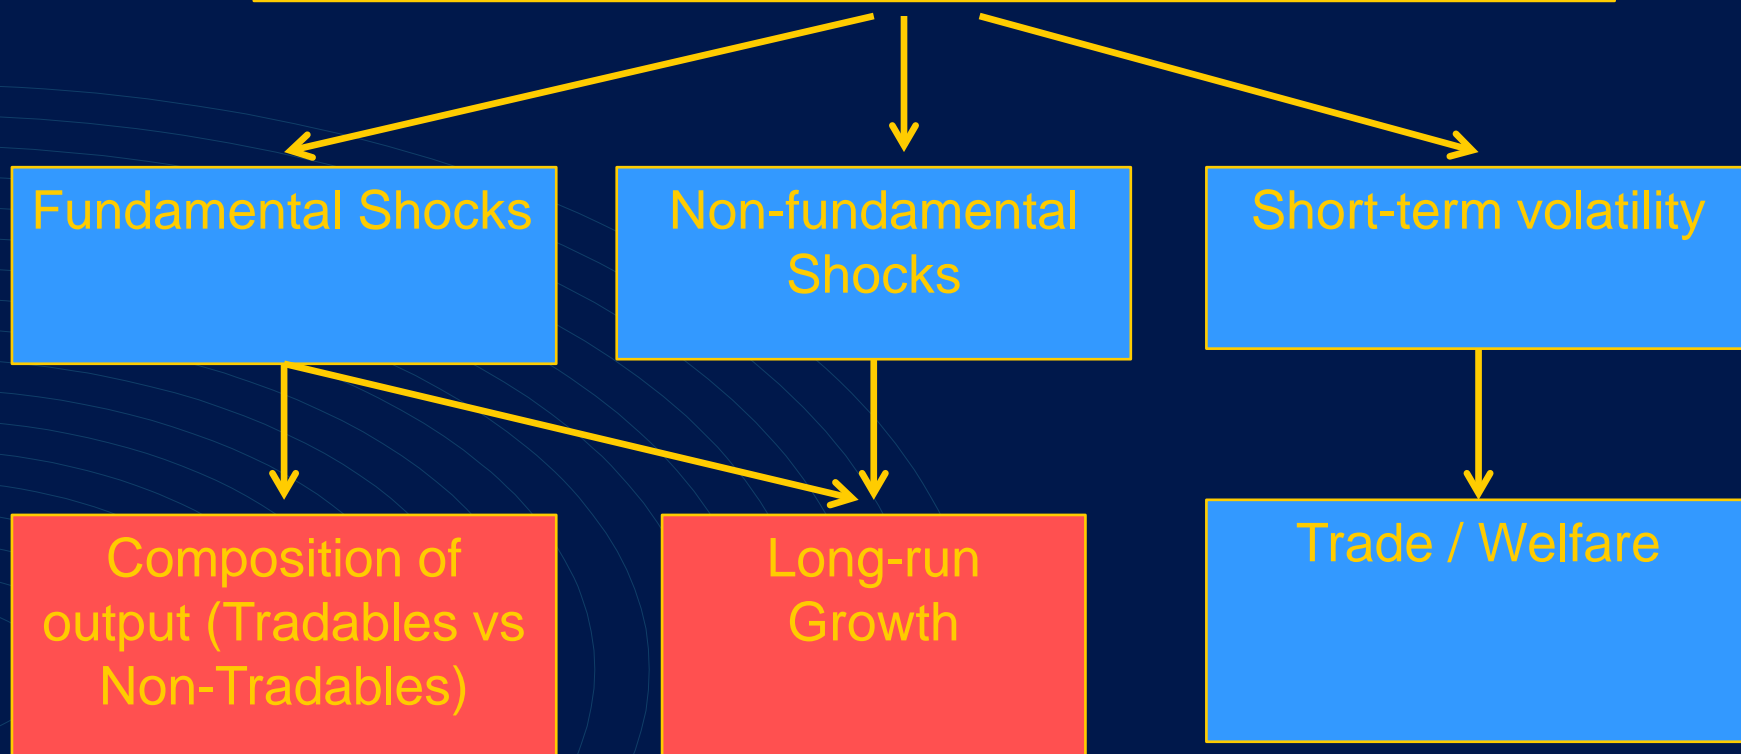 Fundamental Shocks
Non-fundamental
Shocks
Short-term volatility
Composition of
output (Tradables vs
Non-Tradables)
Long-run
Growth
Trade / Welfare